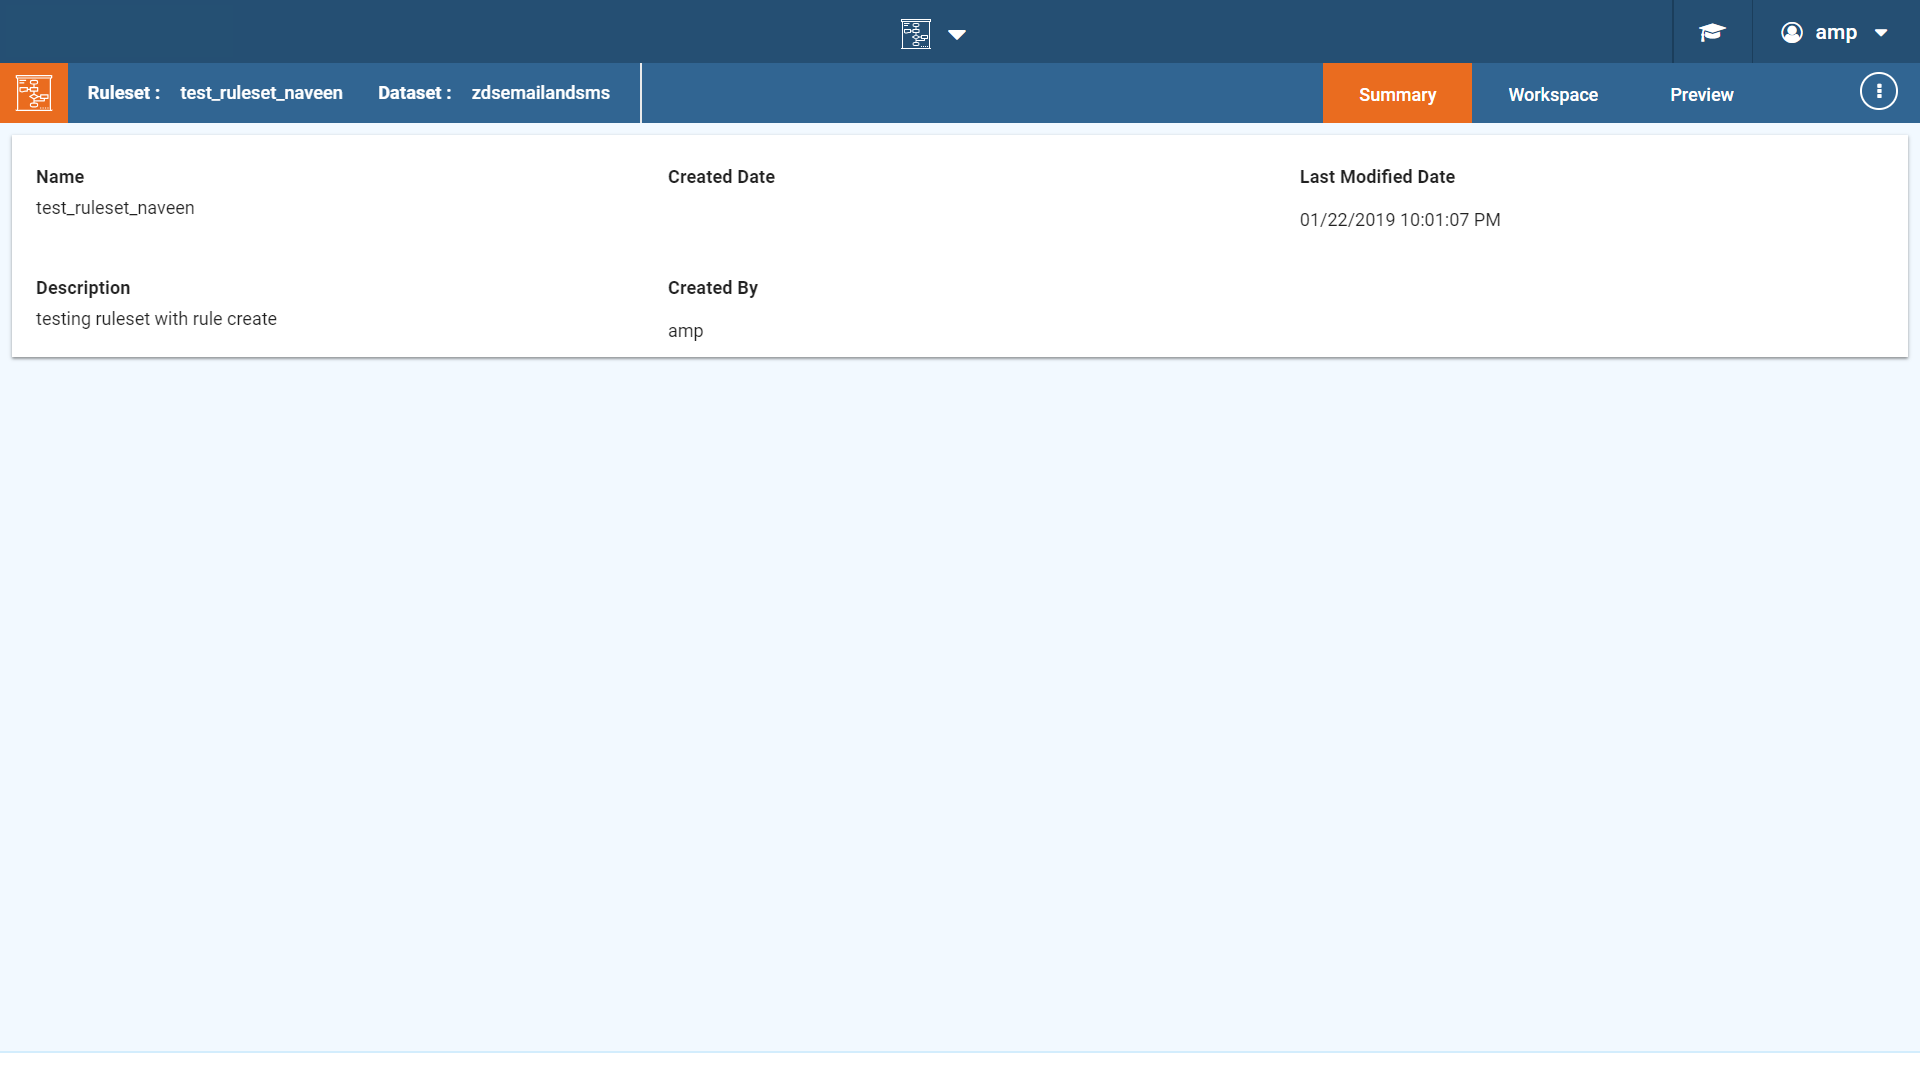 amp
Ruleset : test_ruleset_naveen Dataset : zdsemailandsms Summary Workspace Preview
Name Created Date Last Modified Date
test_ruleset_naveen
01/22/2019 10:01:07 PM
Description Created By
testing ruleset with rule create
amp